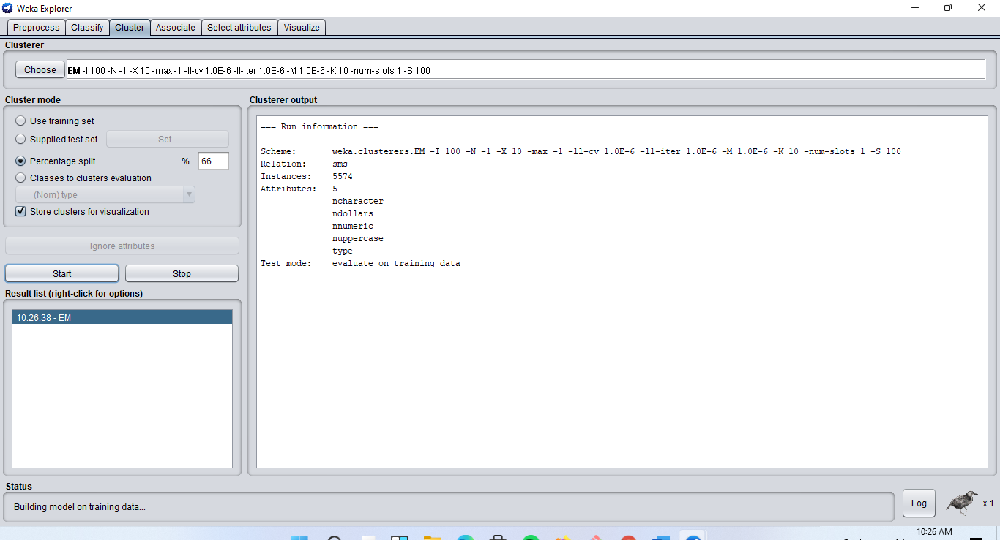 Weka Explorer
Preprocess Classify Cluster Associate Select attributes Visualize
Clusterer
Choose EM -I 100 -N -1 -X 10 -max -1 -ll-cv 1.0E-6 -ll-iter 1.0E-6 -M 1.0E-6 -K 10 -num-slots 1 -S 100
Cluster mode
Use training set
Supplied test set Set...
Percentage split % 66
Classes to clusters evaluation
(Nom) type
Store clusters for visualization
Ignore attributes
Start Stop
Result list (right-click for options)
10:26:38 - EM
Clusterer output
=== Run information ===
Scheme: weka.clusterers.EM -I 100 -N -1 -X 10 -max -1 -ll-cv 1.0E-6 -ll-iter 1.0E-6 -M 1.0E-6 -K 10 -num-slots 1 -S 100
Relation: sms
Instances: 5574
Attributes: 5
ncharacter
ndollars
nnumeric
nuppercase
type
Test mode: evaluate on training data
Status
Building model on training data...
Log x 1
10:26 AM